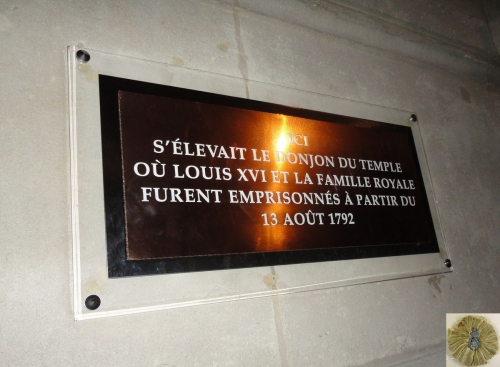 ICI
S'ÉLEVAIT LE DONJON DU TEMPLE
OÙ LOUIS XVI ET LA FAMILLE ROYALE
FURENT EMPRISONNÉS À PARTIR DU
13 AOÛT 1792